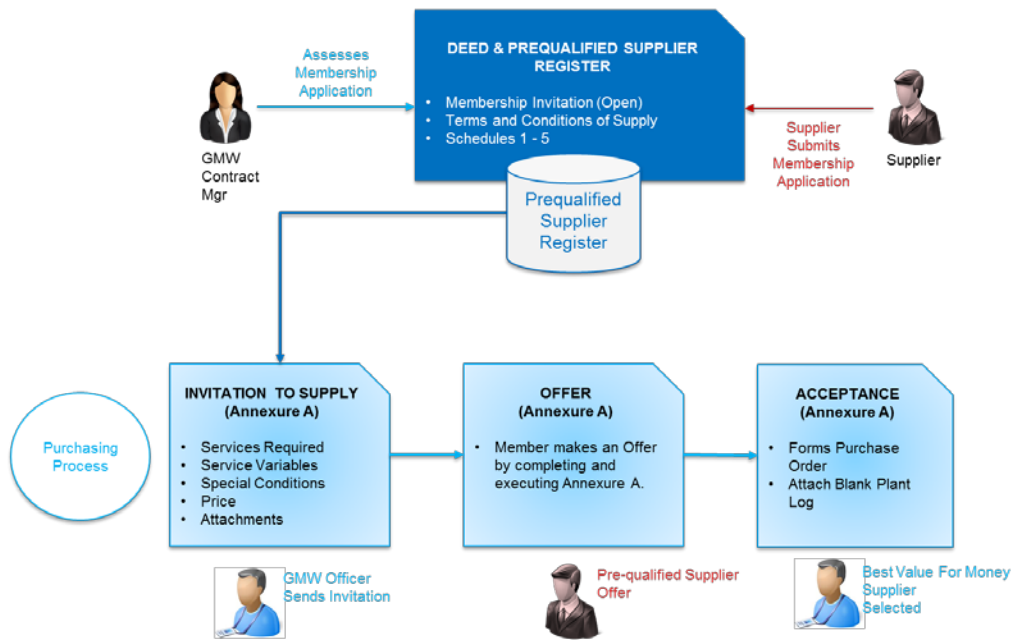 DEED & PREQUALIFIED SUPPLIER
REGISTER
• Membership Invitation (Open)
• Terms and Conditions of Supply
• Schedules 1 - 5
Assesses
Membership
Application
GMW
Contract
Mgr
Supplier
Submits
Membership
Application
Supplier
Prequalified
Supplier
Register
Purchasing
Process
INVITATION TO SUPPLY
(Annexure A)
• Services Required
• Service Variables
• Special Conditions
• Price
• Attachments
OFFER
(Annexure A)
• Member makes an Offer
by completing and
executing Annexure A.
ACCEPTANCE
(Annexure A)
• Forms Purchase
Order
• Attach Blank Plant
Log
GMW Officer
Sends Invitation
Pre-qualified Supplier
Offer
Best Value For Money
Supplier
Selected